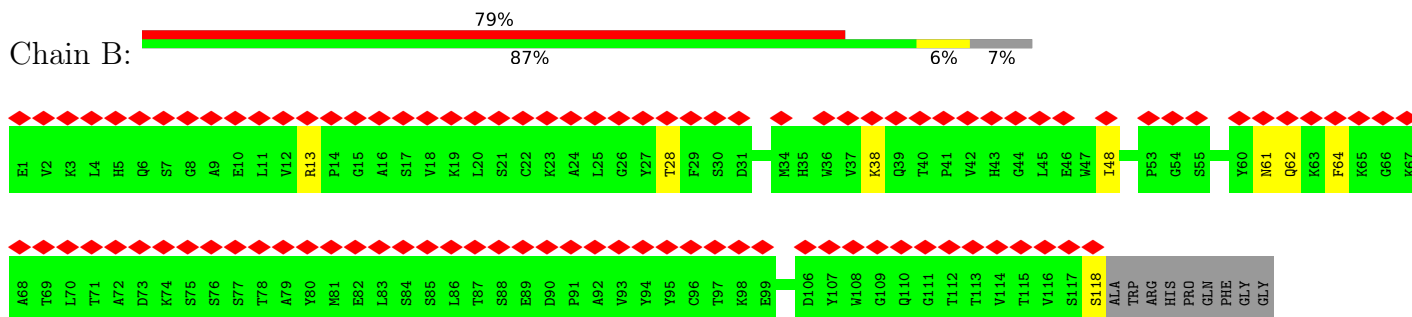 79%
Chain B:
87% 6% 7%
E1 V2 K3 L4 H5 Q6 S7 G8 A9 E10 L11 V12 R13 P14 G15 A16 S17 V18 K19 L20 S21 C22 K23 A24 L25 G26 Y27 T28 F29 S30 D31 M34 H35 W36 V37 K38 Q39 T40 P41 V42 H43 G44 L45 E46 W47 I48 P53 G54 S55 Y60 N61 Q62 K63 F64 K65 G66 K67
A68 T69 L70 T71 A72 D73 K74 S75 S76 S77 T78 A79 Y80 M81 E82 L83 S84 S85 L86 T87 S88 E89 D90 P91 A92 V93 Y94 Y95 C96 T97 K98 E99 D106 Y107 W108 G109 Q110 G111 T112 T113 V114 T115 V116 S117 S118 ALA TRP ARG HIS PRO GLN PHE GLY GLY